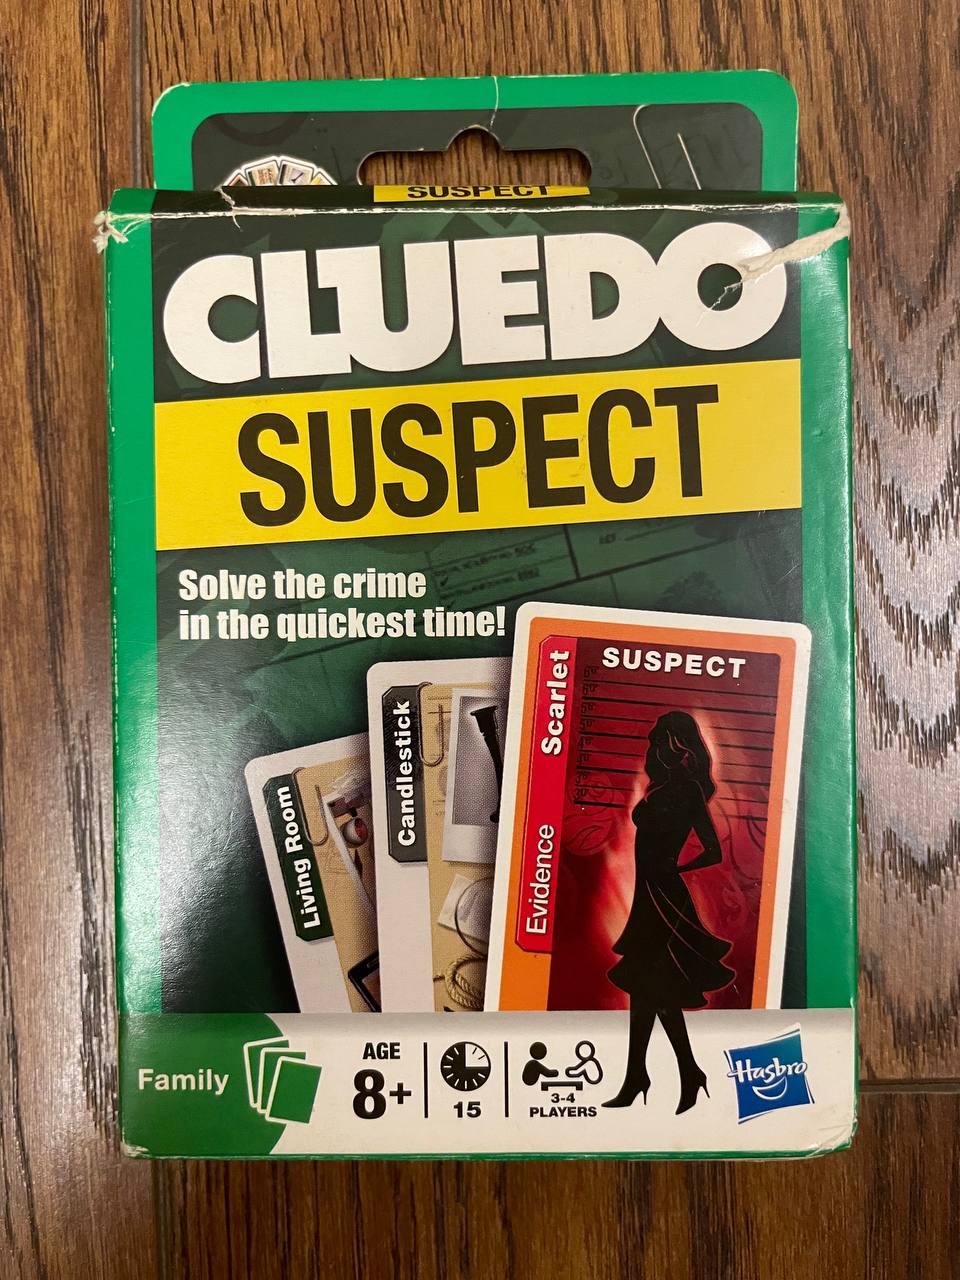 SUSPECT
CLUEDO
SUSPECT
Solve the crime
in the quickest time!
Living Room
Candlestick
Evidence Scarlet
SUSPECT
Family
AGE
8+
15
3-4
PLAYERS
Hasbro